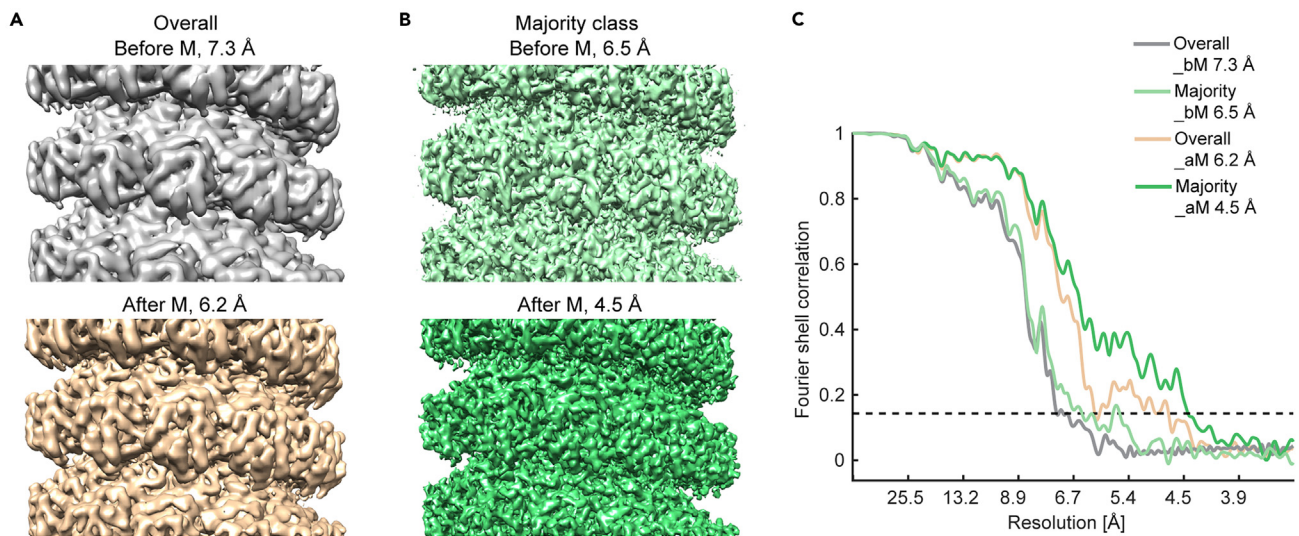 A
Overall
Before M, 7.3 Å
After M, 6.2 Å
B
Majority class
Before M, 6.5 Å
After M, 4.5 Å
C
Overall
_bM 7.3 Å
Majority
_bM 6.5 Å
Overall
_aM 6.2 Å
Majority
_aM 4.5 Å
Fourier shell correlation
1
0.8
0.6
0.4
0.2
0
25.5 13.2 8.9 6.7 5.4 4.5 3.9
Resolution [Å]